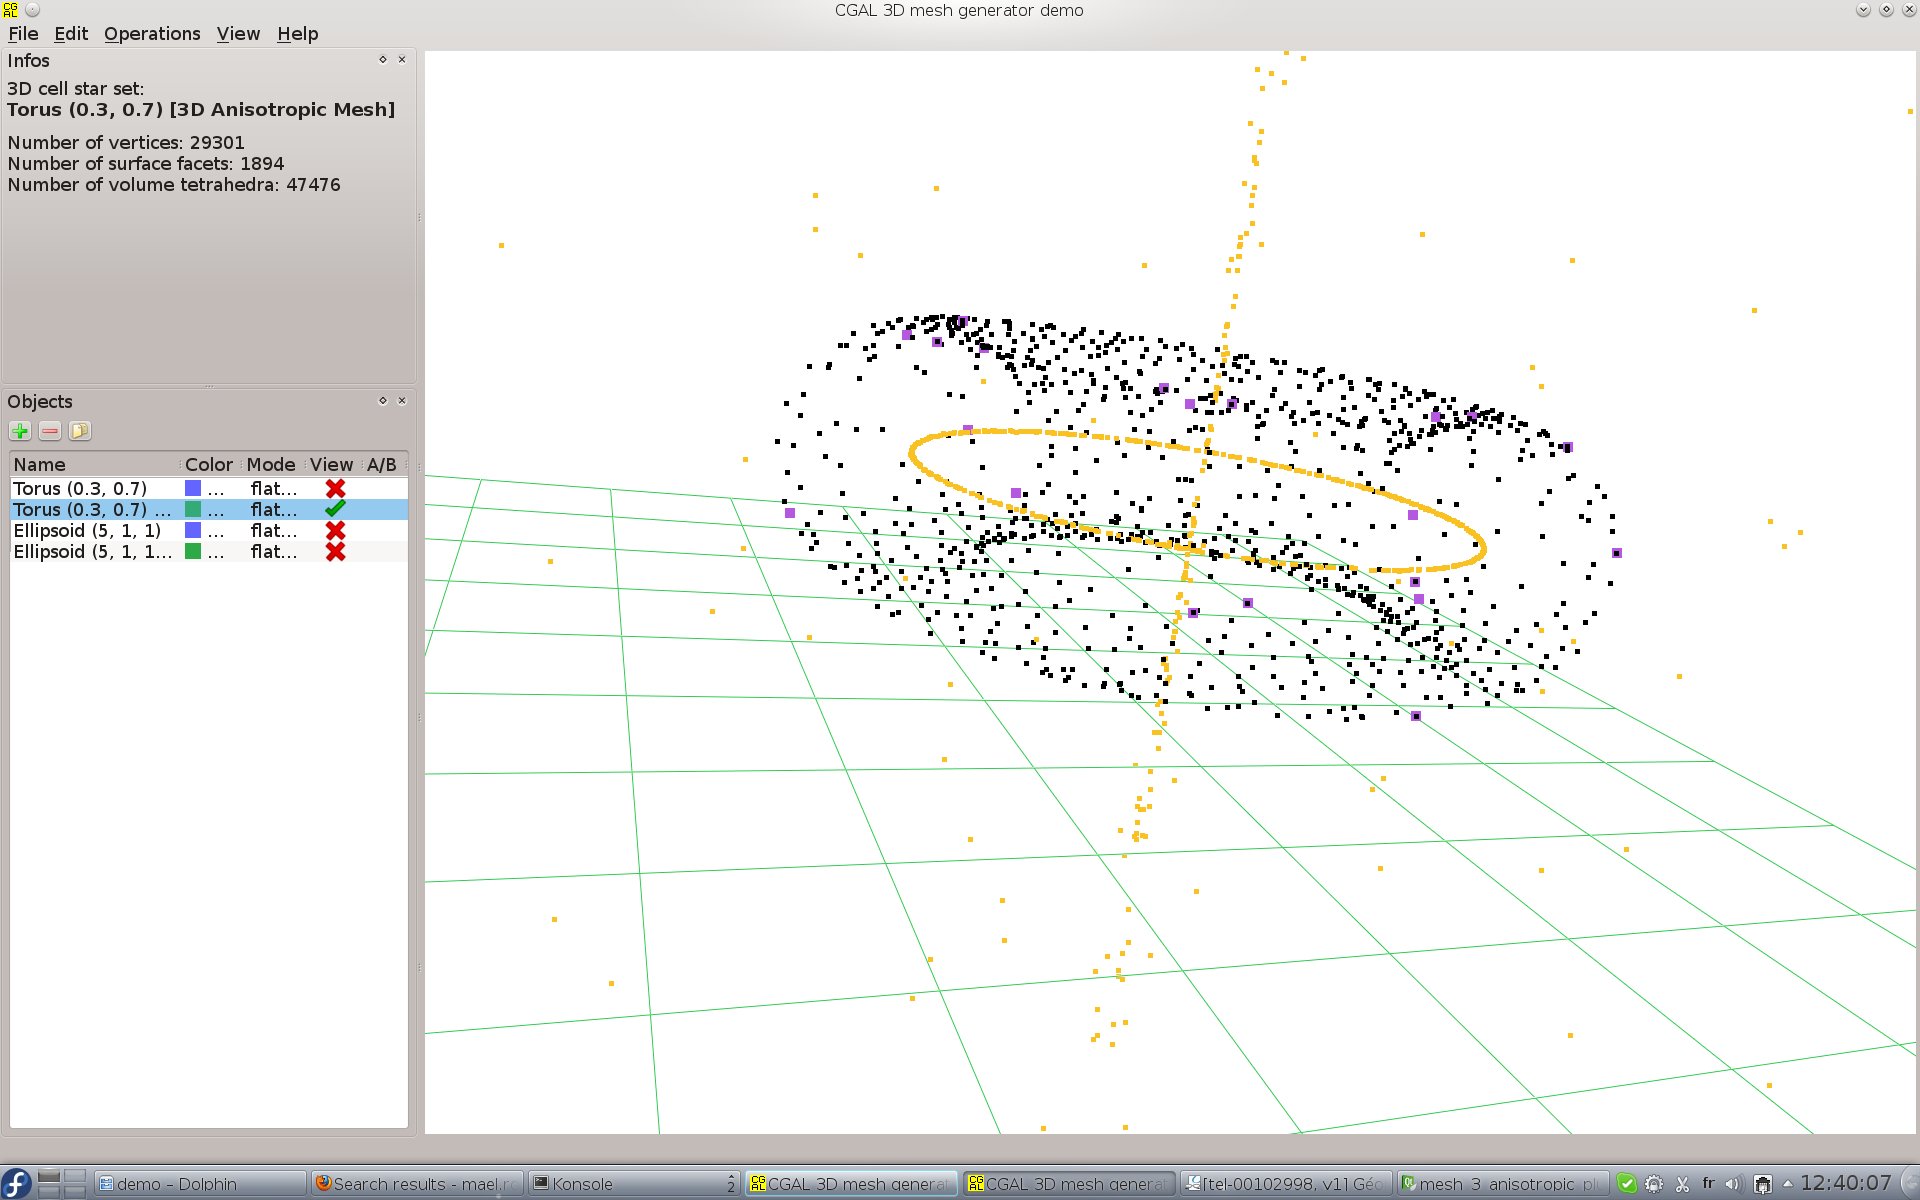 CGAL 3D mesh generator demo
File Edit Operations View Help
Infos
3D cell star set:
Torus (0.3, 0.7) [3D Anisotropic Mesh]
Number of vertices: 29301
Number of surface facets: 1894
Number of volume tetrahedra: 47476
Objects
Name Color Mode View A/B
Torus (0.3, 0.7) ... flat...
Torus (0.3, 0.7) ... ... flat...
Ellipsoid (5, 1, 1) ... flat...
Ellipsoid (5, 1, 1... ... flat...
demo – Dolphin Search results - mael.ro Konsole 2 CGAL 3D mesh generat CGAL 3D mesh generat [tel-00102998, v1] Géo mesh_3_anisotropic_pl fr 12:40:07